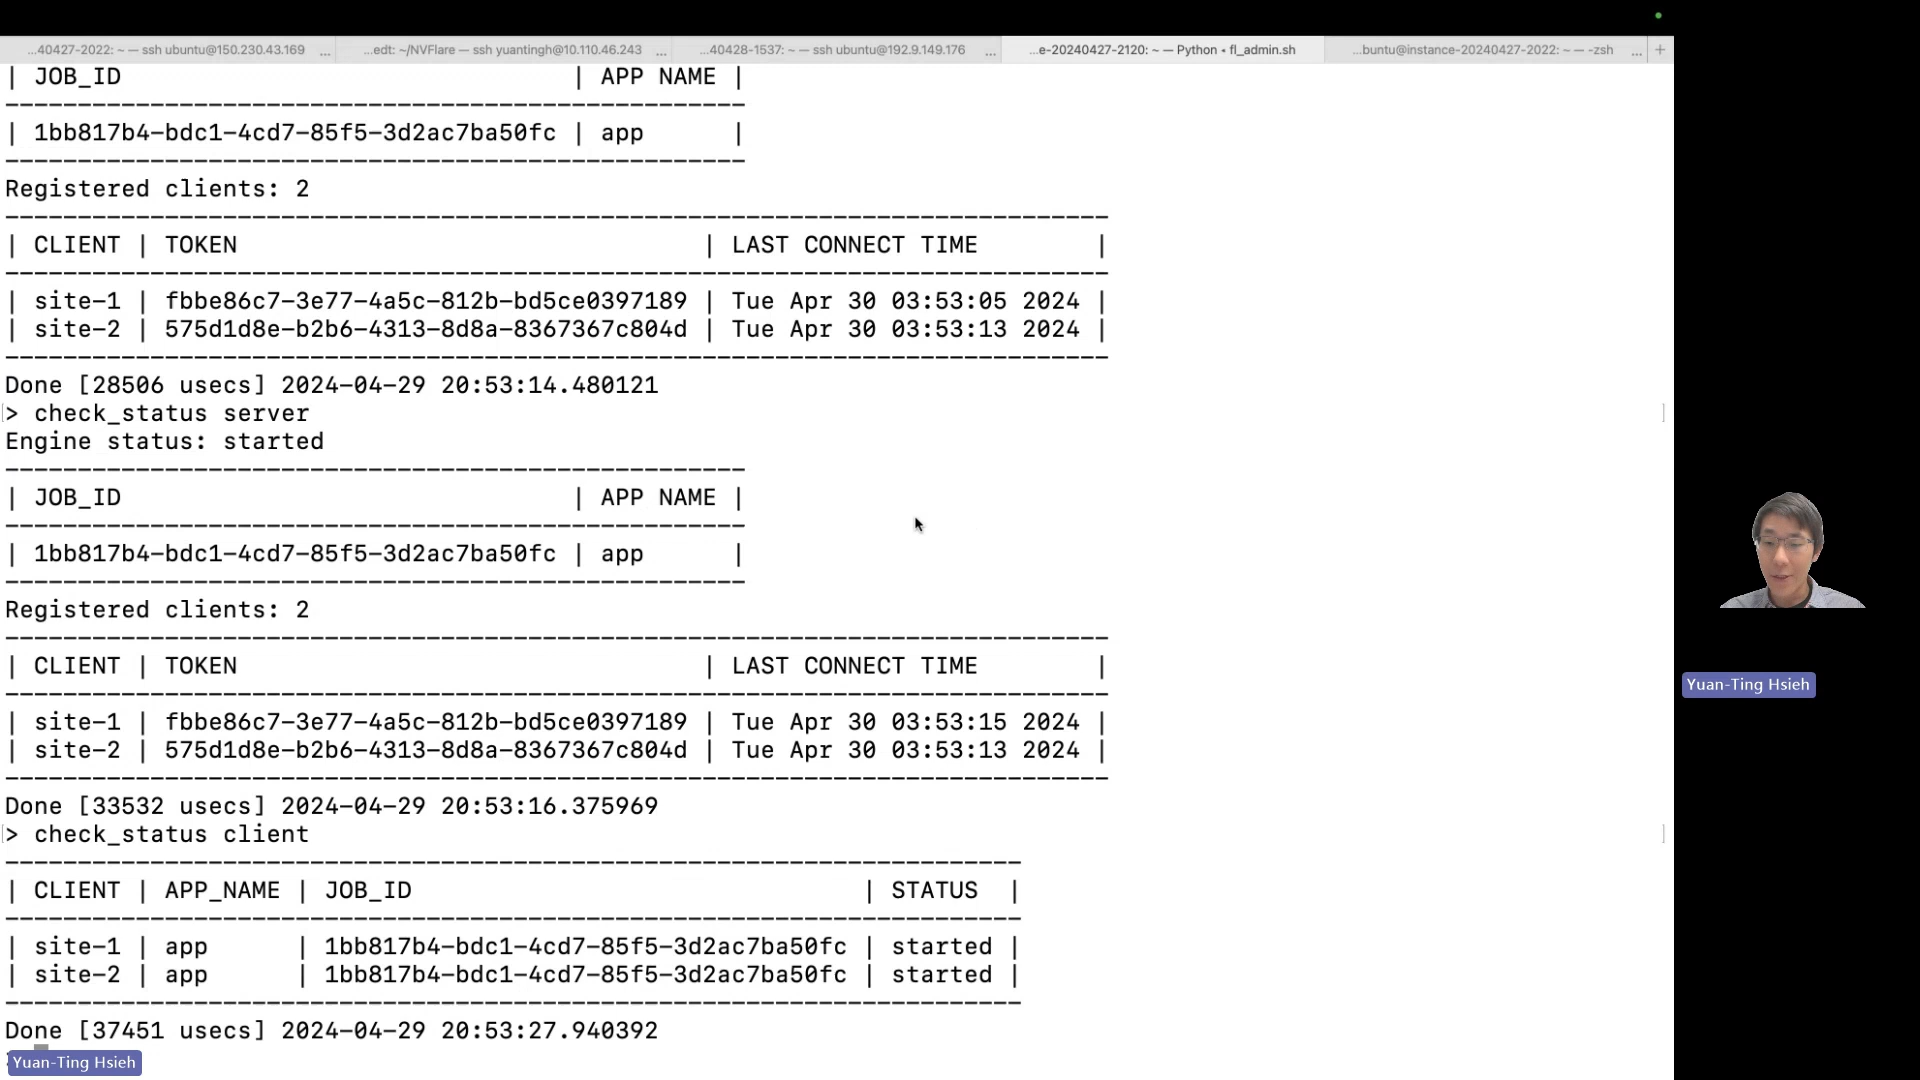 ...40427-2022: ~ — ssh ubuntu@150.230.43.169 ... ...edt: ~/NVFlare — ssh yuantingh@10.110.46.243 ... ...40428-1537: ~ — ssh ubuntu@192.9.149.176 ... ...e-20240427-2120: ~ — Python • fl_admin.sh ...buntu@instance-20240427-2022: ~ — -zsh ... +
| JOB_ID | APP NAME |
---------------------------------------------------
| 1bb817b4-bdc1-4cd7-85f5-3d2ac7ba50fc | app |
---------------------------------------------------
Registered clients: 2
----------------------------------------------------------------------------
| CLIENT | TOKEN | LAST CONNECT TIME |
----------------------------------------------------------------------------
| site-1 | fbbe86c7-3e77-4a5c-812b-bd5ce0397189 | Tue Apr 30 03:53:05 2024 |
| site-2 | 575d1d8e-b2b6-4313-8d8a-8367367c804d | Tue Apr 30 03:53:13 2024 |
----------------------------------------------------------------------------
Done [28506 usecs] 2024-04-29 20:53:14.480121
> check_status server
Engine status: started
---------------------------------------------------
| JOB_ID | APP NAME |
---------------------------------------------------
| 1bb817b4-bdc1-4cd7-85f5-3d2ac7ba50fc | app |
---------------------------------------------------
Registered clients: 2
----------------------------------------------------------------------------
| CLIENT | TOKEN | LAST CONNECT TIME |
----------------------------------------------------------------------------
| site-1 | fbbe86c7-3e77-4a5c-812b-bd5ce0397189 | Tue Apr 30 03:53:15 2024 |
| site-2 | 575d1d8e-b2b6-4313-8d8a-8367367c804d | Tue Apr 30 03:53:13 2024 |
----------------------------------------------------------------------------
Done [33532 usecs] 2024-04-29 20:53:16.375969
> check_status client
----------------------------------------------------------------------
| CLIENT | APP_NAME | JOB_ID | STATUS |
----------------------------------------------------------------------
| site-1 | app | 1bb817b4-bdc1-4cd7-85f5-3d2ac7ba50fc | started |
| site-2 | app | 1bb817b4-bdc1-4cd7-85f5-3d2ac7ba50fc | started |
----------------------------------------------------------------------
Done [37451 usecs] 2024-04-29 20:53:27.940392
Yuan-Ting Hsieh
Yuan-Ting Hsieh